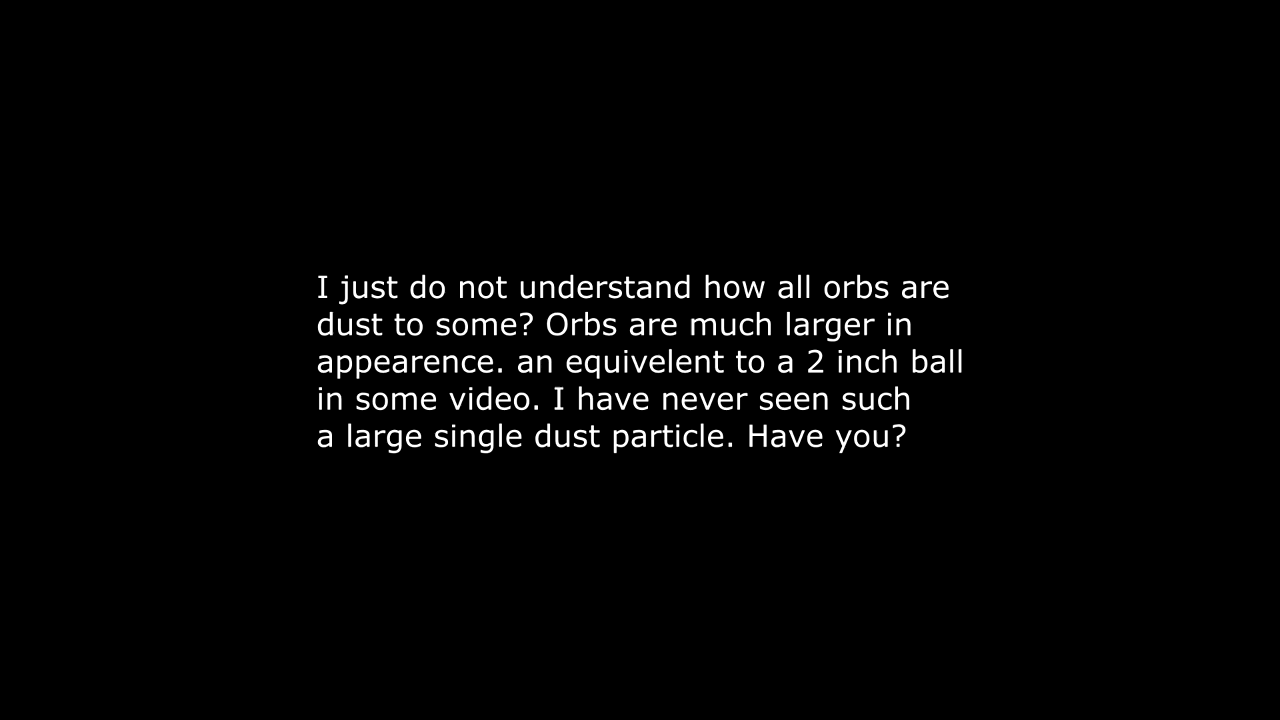 I just do not understand how all orbs are
dust to some? Orbs are much larger in
appearence. an equivelent to a 2 inch ball
in some video. I have never seen such
a large single dust particle. Have you?